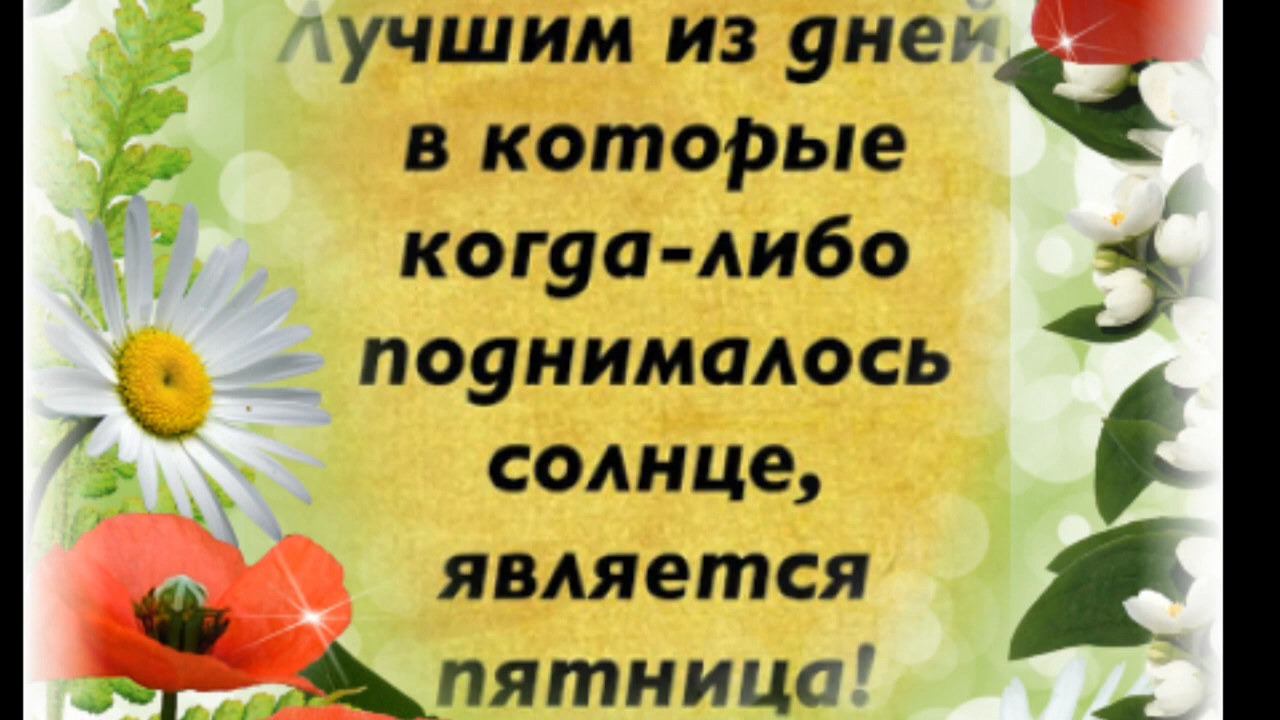 Лучшим из дней,
в которые
когда-либо
поднималось
солнце,
является
пятница!